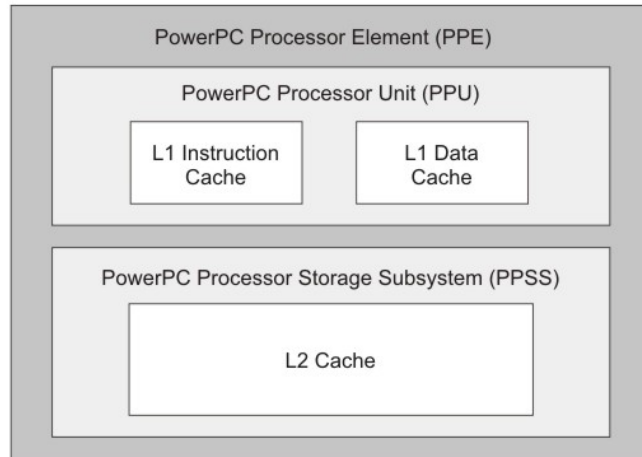 PowerPC Processor Element (PPE)
PowerPC Processor Unit (PPU)
L1 Instruction
Cache
L1 Data
Cache
PowerPC Processor Storage Subsystem (PPSS)
L2 Cache